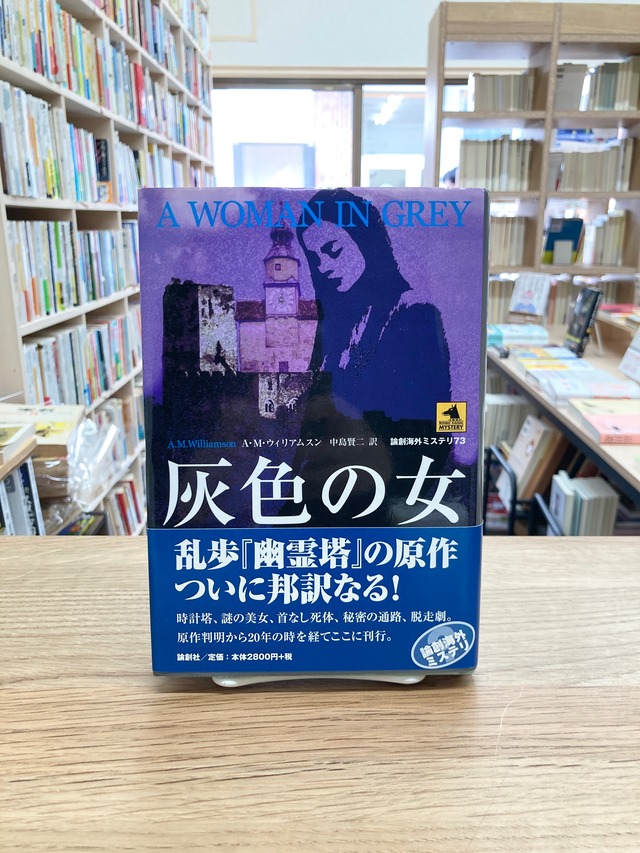 A WOMAN IN GREY
A.M.Williamson A・M・ウィリアムスン 中島賢二 訳 論創海外ミステリ73
MYSTERY
灰色の女
乱歩『幽霊塔』の原作
ついに邦訳なる!
時計塔、謎の美女、首なし死体、秘密の通路、脱走劇。
原作判明から20年の時を経てここに刊行。
論創社/定価:本体2800円+税
論創海外
ミステリ